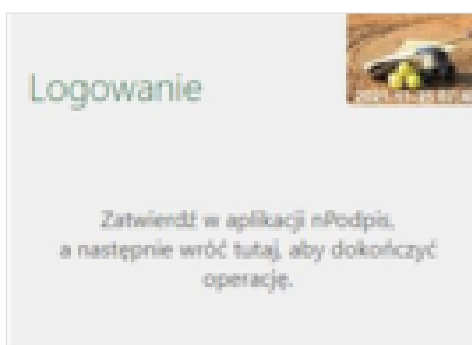 Logowanie
Zatwierdź w aplikacji nPodpis,
a następnie wróć tutaj, aby dokończyć
operację.